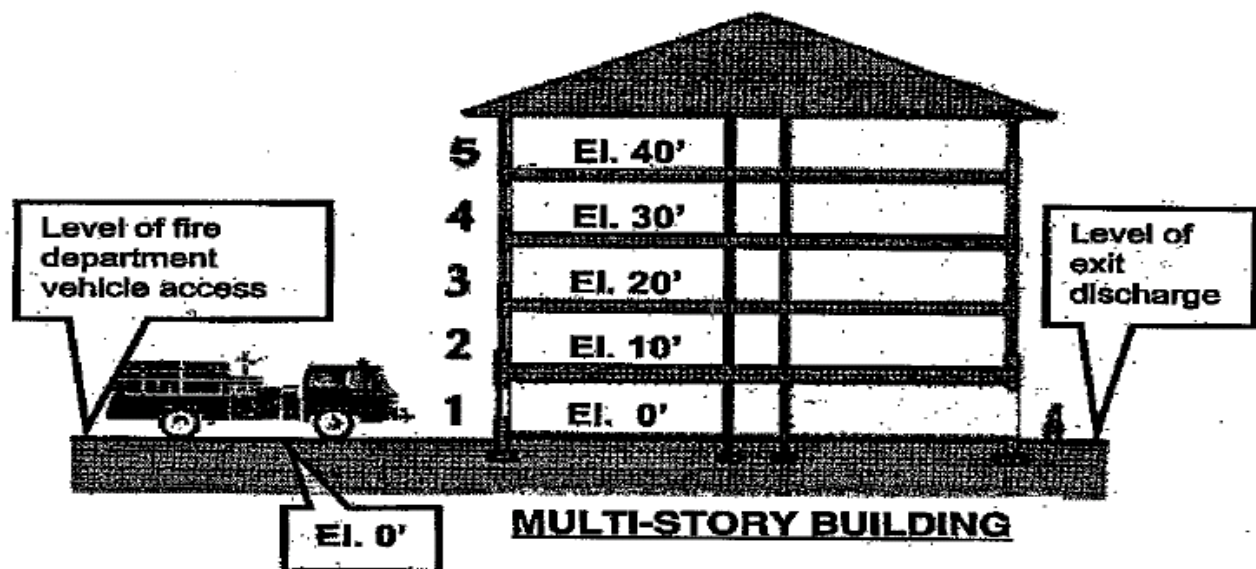 5 El. 40'
4 El. 30'
3 El. 20'
2 El. 10'
1 El. 0'
Level of fire
department
vehicle access
Level of
exit
discharge
El. 0'
MULTI-STORY BUILDING